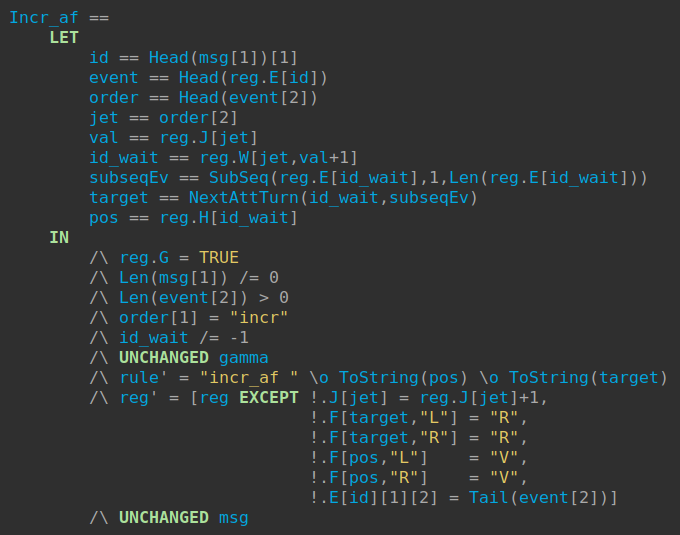 Incr_af ==
    LET
        id == Head(msg[1])[1]
        event == Head(reg.E[id])
        order == Head(event[2])
        jet == order[2]
        val == reg.J[jet]
        id_wait == reg.W[jet,val+1]
        subseqEv == SubSeq(reg.E[id_wait],1,Len(reg.E[id_wait]))
        target == NextAttTurn(id_wait,subseqEv)
        pos == reg.H[id_wait]
    IN
        /\ reg.G = TRUE
        /\ Len(msg[1]) /= 0
        /\ Len(event[2]) > 0
        /\ order[1] = "incr"
        /\ id_wait /= -1
        /\ UNCHANGED gamma
        /\ rule' = "incr_af " \o ToString(pos) \o ToString(target)
        /\ reg' = [reg EXCEPT !.J[jet] = reg.J[jet]+1,
                              !.F[target,"L"] = "R",
                              !.F[target,"R"] = "R",
                              !.F[pos,"L"]    = "V",
                              !.F[pos,"R"]    = "V",
                              !.E[id][1][2] = Tail(event[2])]
        /\ UNCHANGED msg